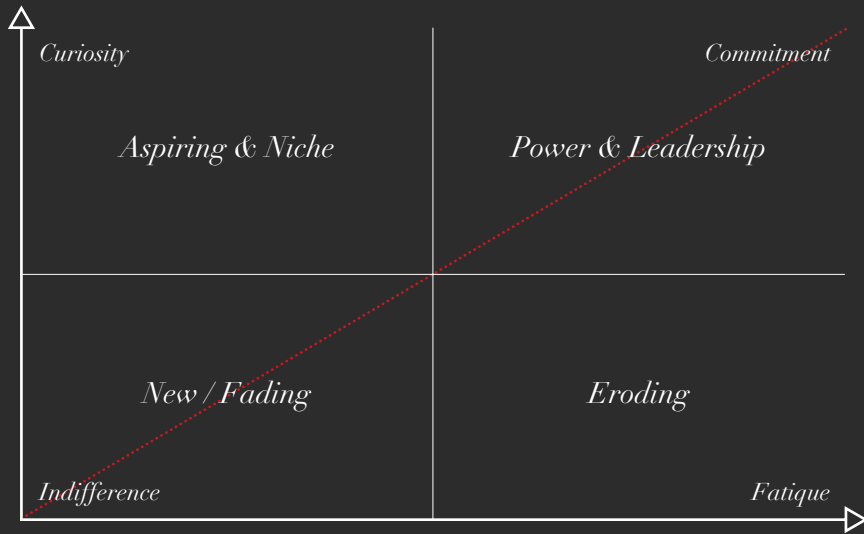 Curiosity
Commitment
Aspiring & Niche
Power & Leadership
New / Fading
Eroding
Indifference
Fatique